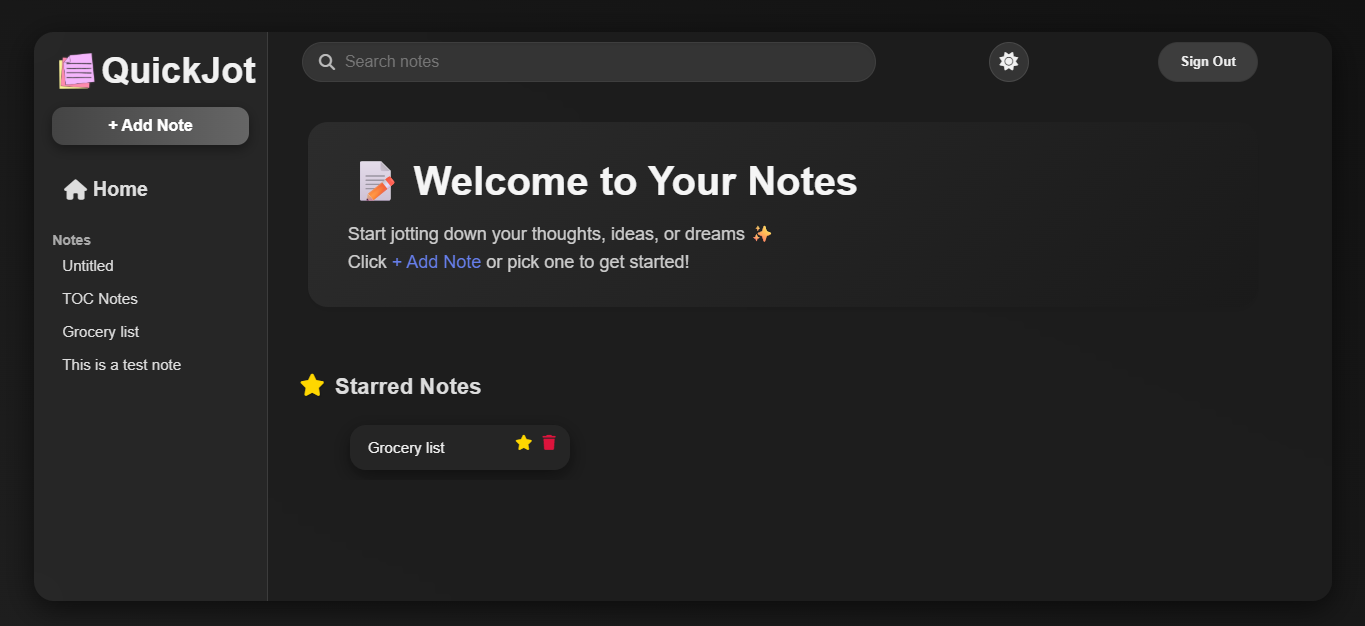 QuickJot
+ Add Note
Home
Notes
Untitled
TOC Notes
Grocery list
This is a test note
Search notes
Sign Out
Welcome to Your Notes
Start jotting down your thoughts, ideas, or dreams ✨
Click + Add Note or pick one to get started!
Starred Notes
Grocery list